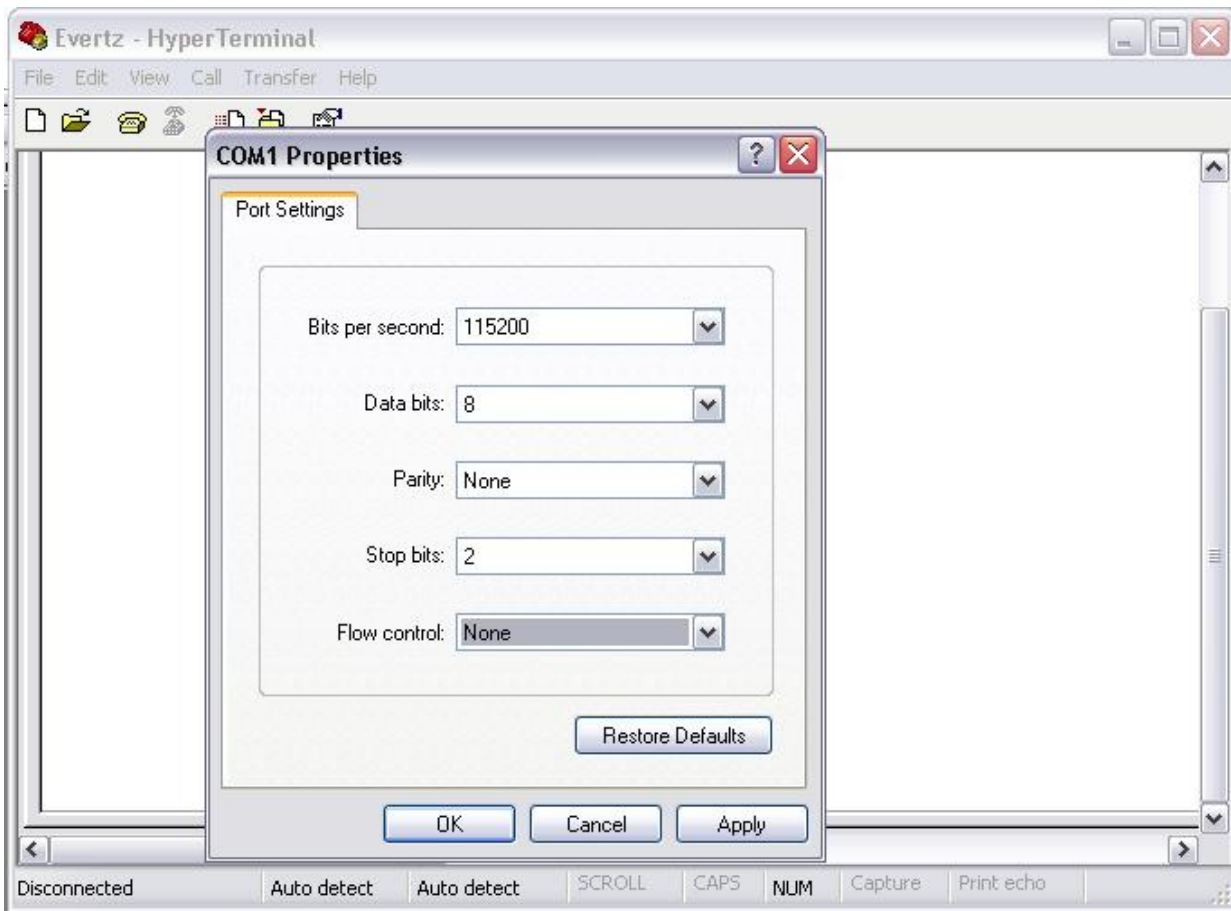 Evertz - HyperTerminal
File Edit View Call Transfer Help
COM1 Properties
Port Settings
Bits per second: 115200
Data bits: 8
Parity: None
Stop bits: 2
Flow control: None
Restore Defaults
OK Cancel Apply
Disconnected Auto detect Auto detect SCROLL CAPS NUM Capture Print echo